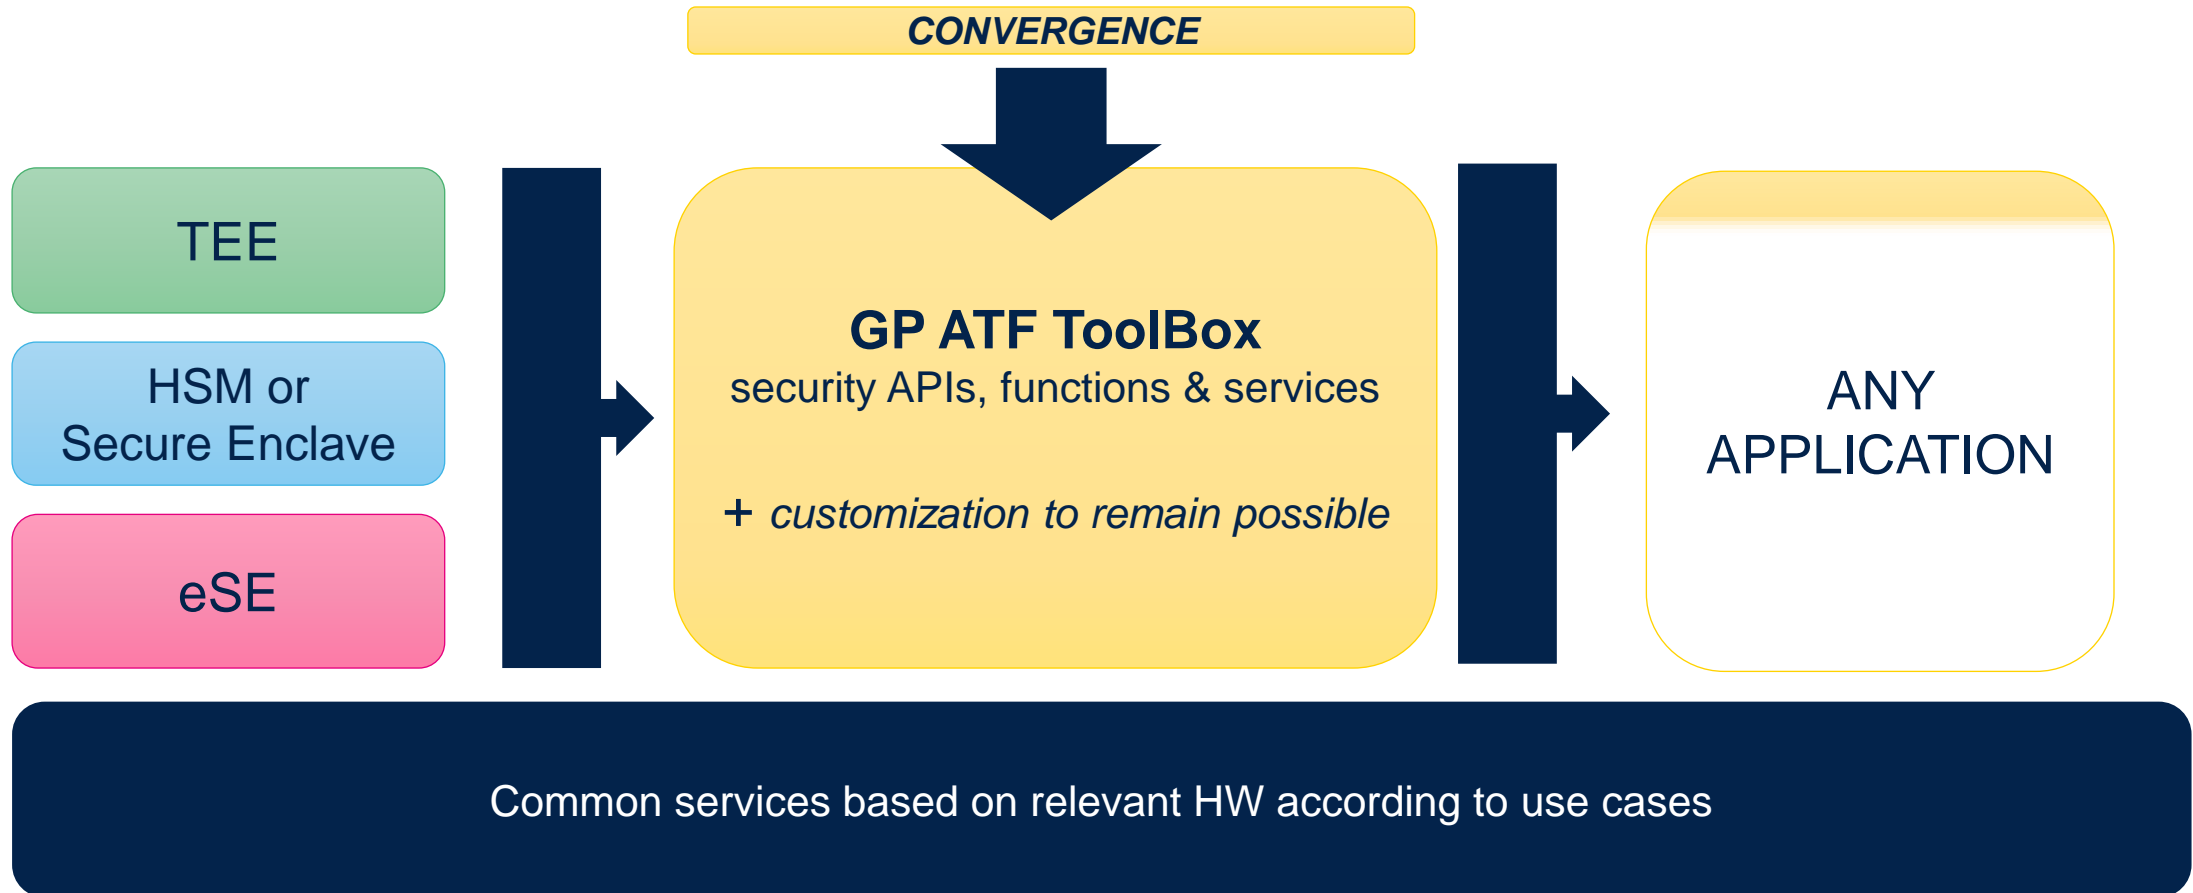 CONVERGENCE
TEE
HSM or
Secure Enclave
eSE
GP ATF ToolBox
security APIs, functions & services
+ customization to remain possible
ANY
APPLICATION
Common services based on relevant HW according to use cases